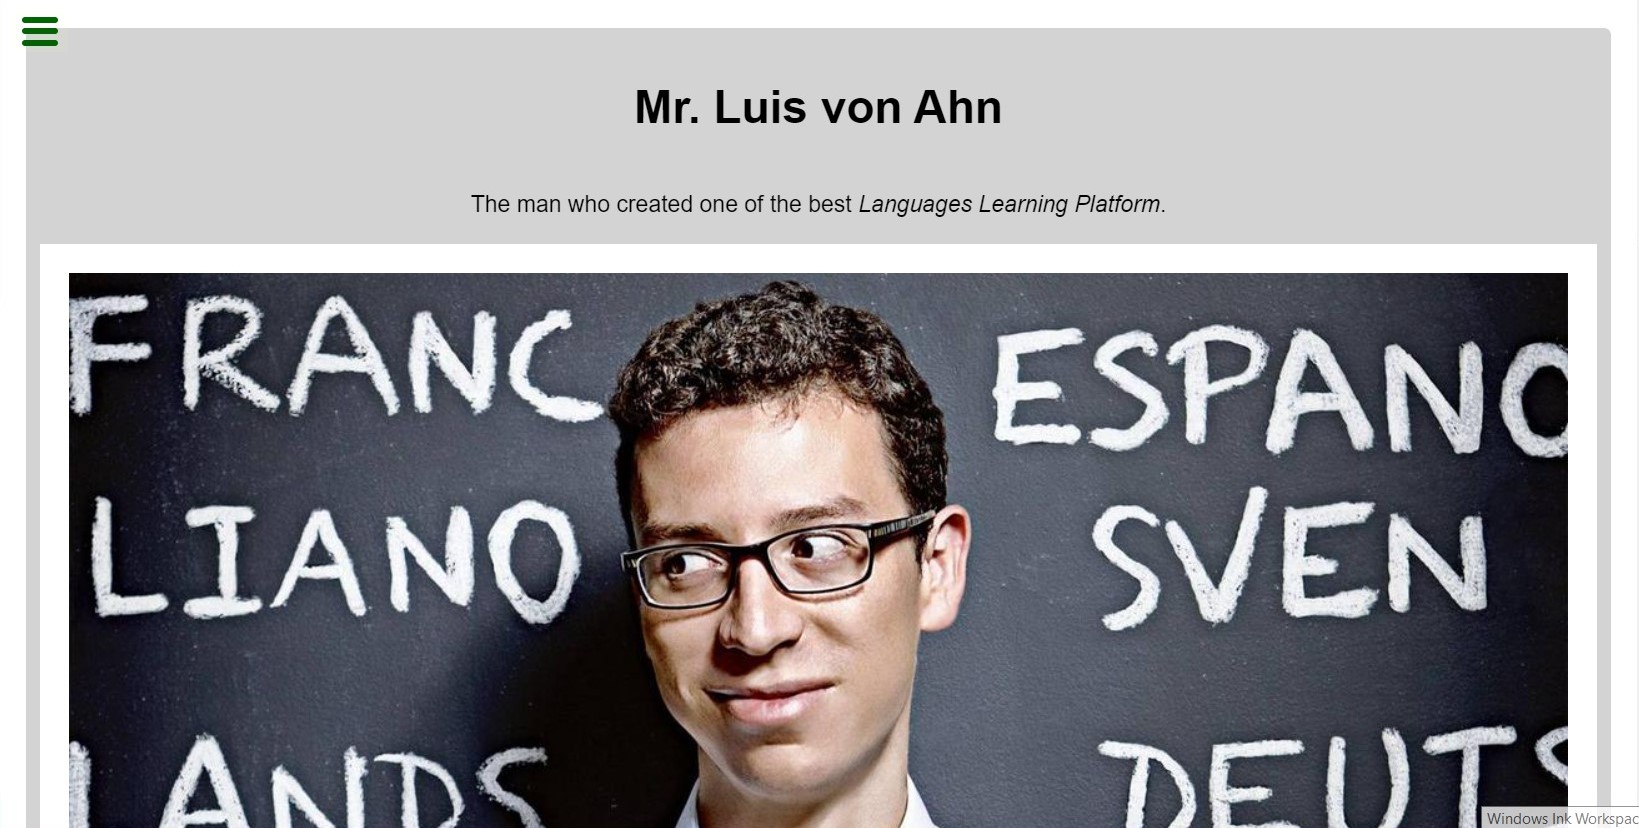 Mr. Luis von Ahn
The man who created one of the best Languages Learning Platform.
FRANC
ESPANO
LIANO
SVEN
LANDS
DEUTS
Windows Ink Workspac